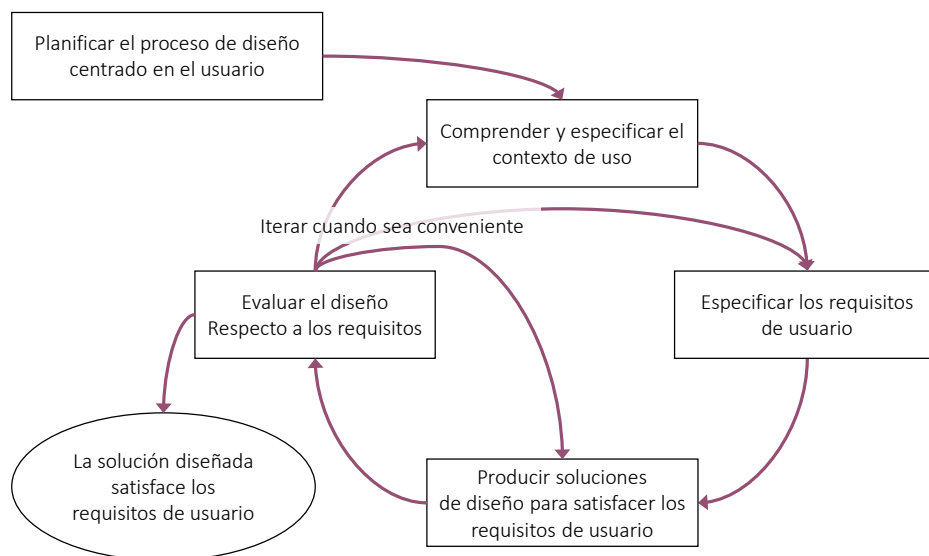 Planificar el proceso de diseño
centrado en el usuario
Comprender y especificar el
contexto de uso
Iterar cuando sea conveniente
Evaluar el diseño
Respecto a los requisitos
Especificar los requisitos
de usuario
La solución diseñada
satisface los
requisitos de usuario
Producir soluciones
de diseño para satisfacer los
requisitos de usuario